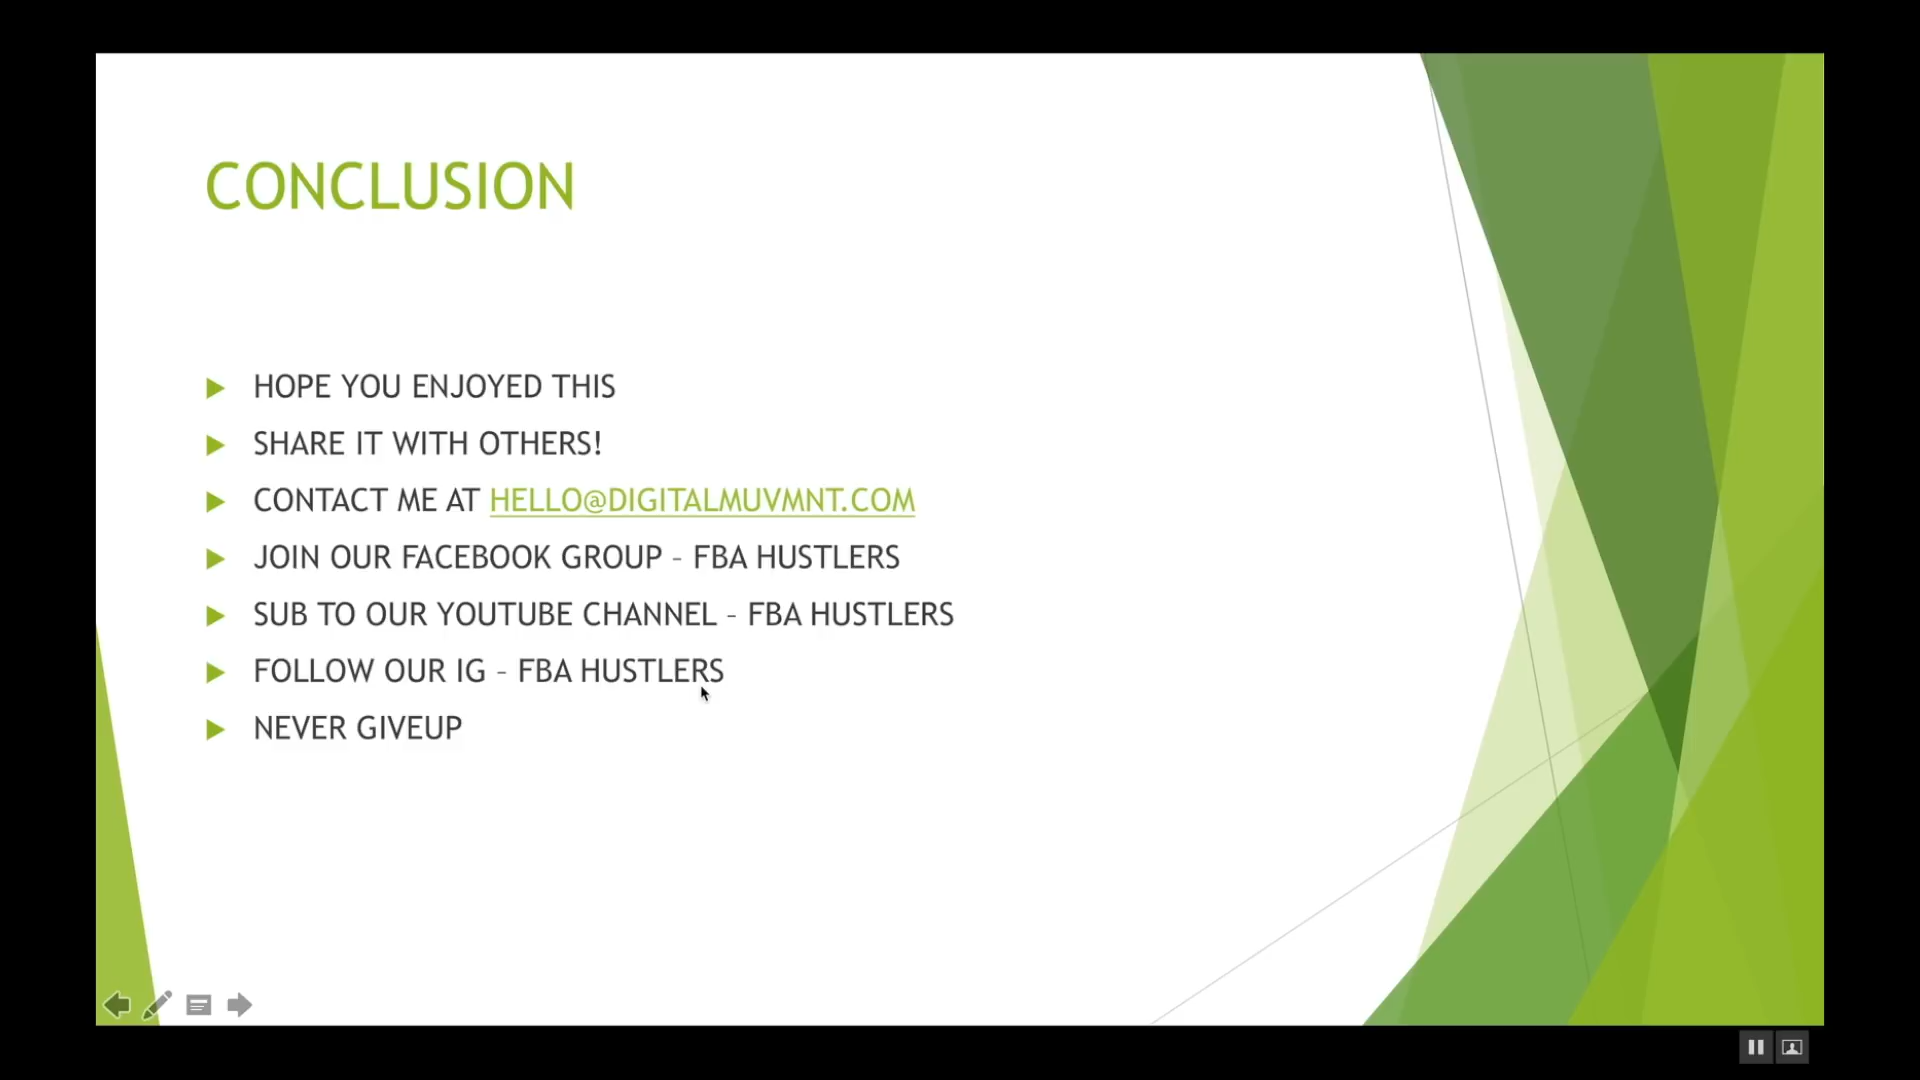 CONCLUSION
HOPE YOU ENJOYED THIS
SHARE IT WITH OTHERS!
CONTACT ME AT HELLO@DIGITALMUVMNT.COM
JOIN OUR FACEBOOK GROUP – FBA HUSTLERS
SUB TO OUR YOUTUBE CHANNEL – FBA HUSTLERS
FOLLOW OUR IG – FBA HUSTLERS
NEVER GIVEUP